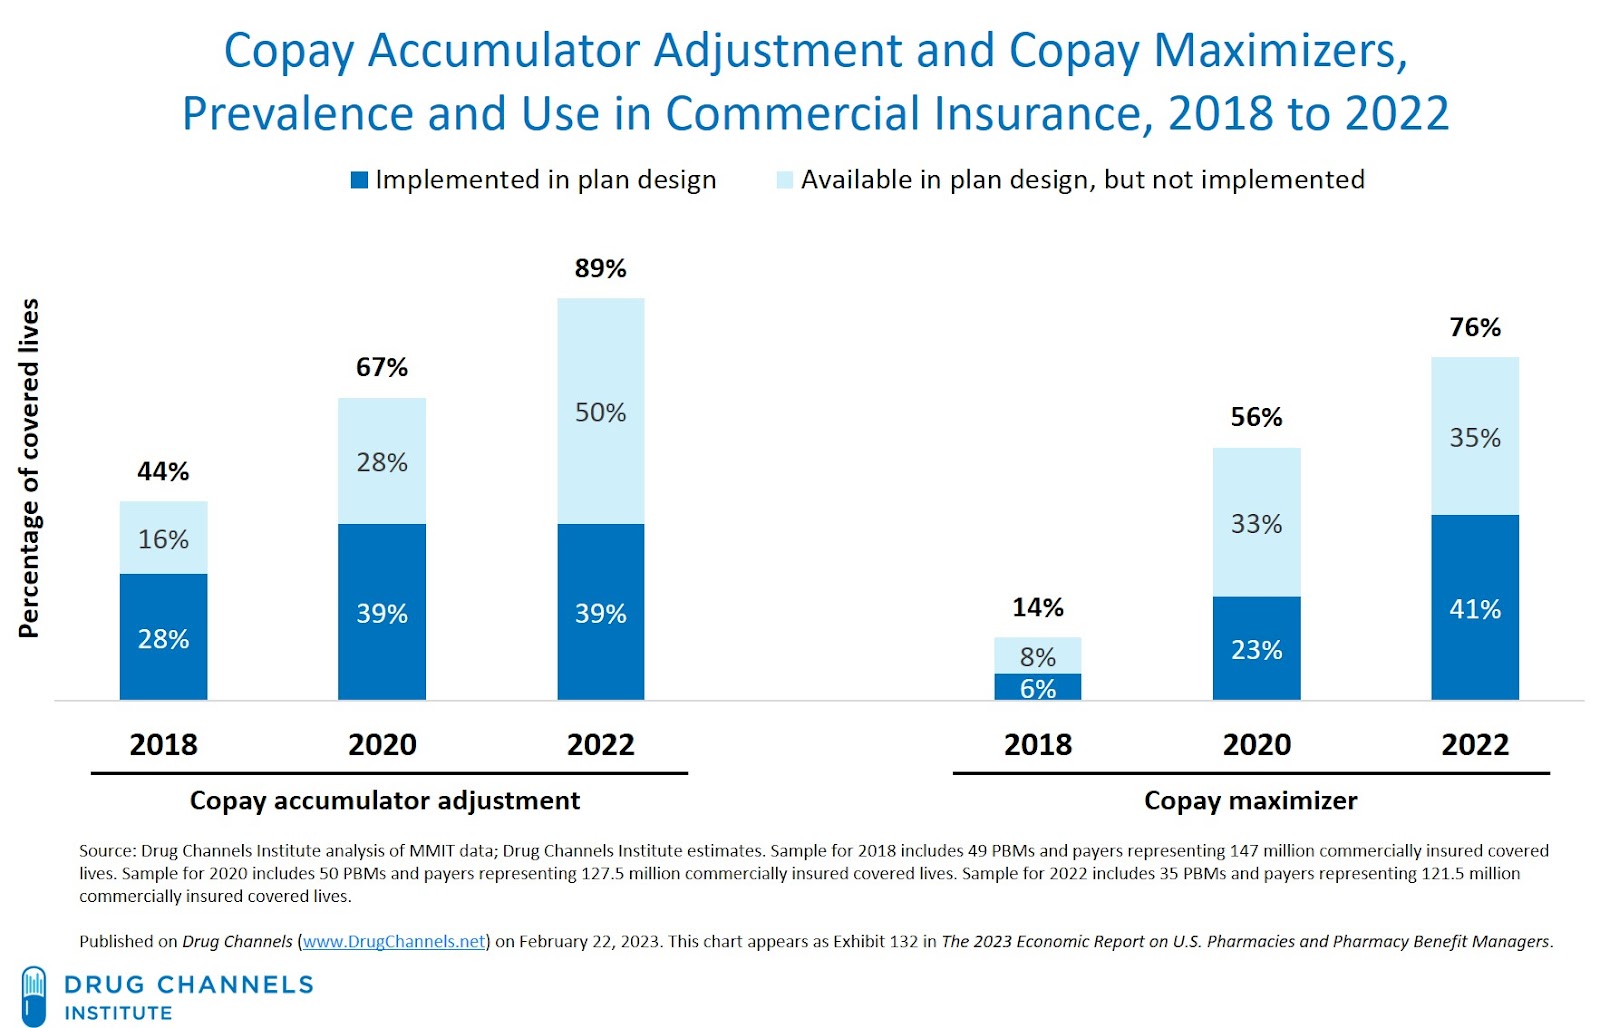 Copay Accumulator Adjustment and Copay Maximizers,
Prevalence and Use in Commercial Insurance, 2018 to 2022
Implemented in plan design
Available in plan design, but not implemented
Percentage of covered lives
44%
16%
28%
67%
28%
39%
89%
50%
39%
14%
8%
6%
56%
33%
23%
76%
35%
41%
2018
2020
2022
2018
2020
2022
Copay accumulator adjustment
Copay maximizer
Source: Drug Channels Institute analysis of MMIT data; Drug Channels Institute estimates. Sample for 2018 includes 49 PBMs and payers representing 147 million commercially insured covered
lives. Sample for 2020 includes 50 PBMs and payers representing 127.5 million commercially insured covered lives. Sample for 2022 includes 35 PBMs and payers representing 121.5 million
commercially insured covered lives.
Published on Drug Channels (www.DrugChannels.net) on February 22, 2023. This chart appears as Exhibit 132 in The 2023 Economic Report on U.S. Pharmacies and Pharmacy Benefit Managers.
DRUG CHANNELS
INSTITUTE